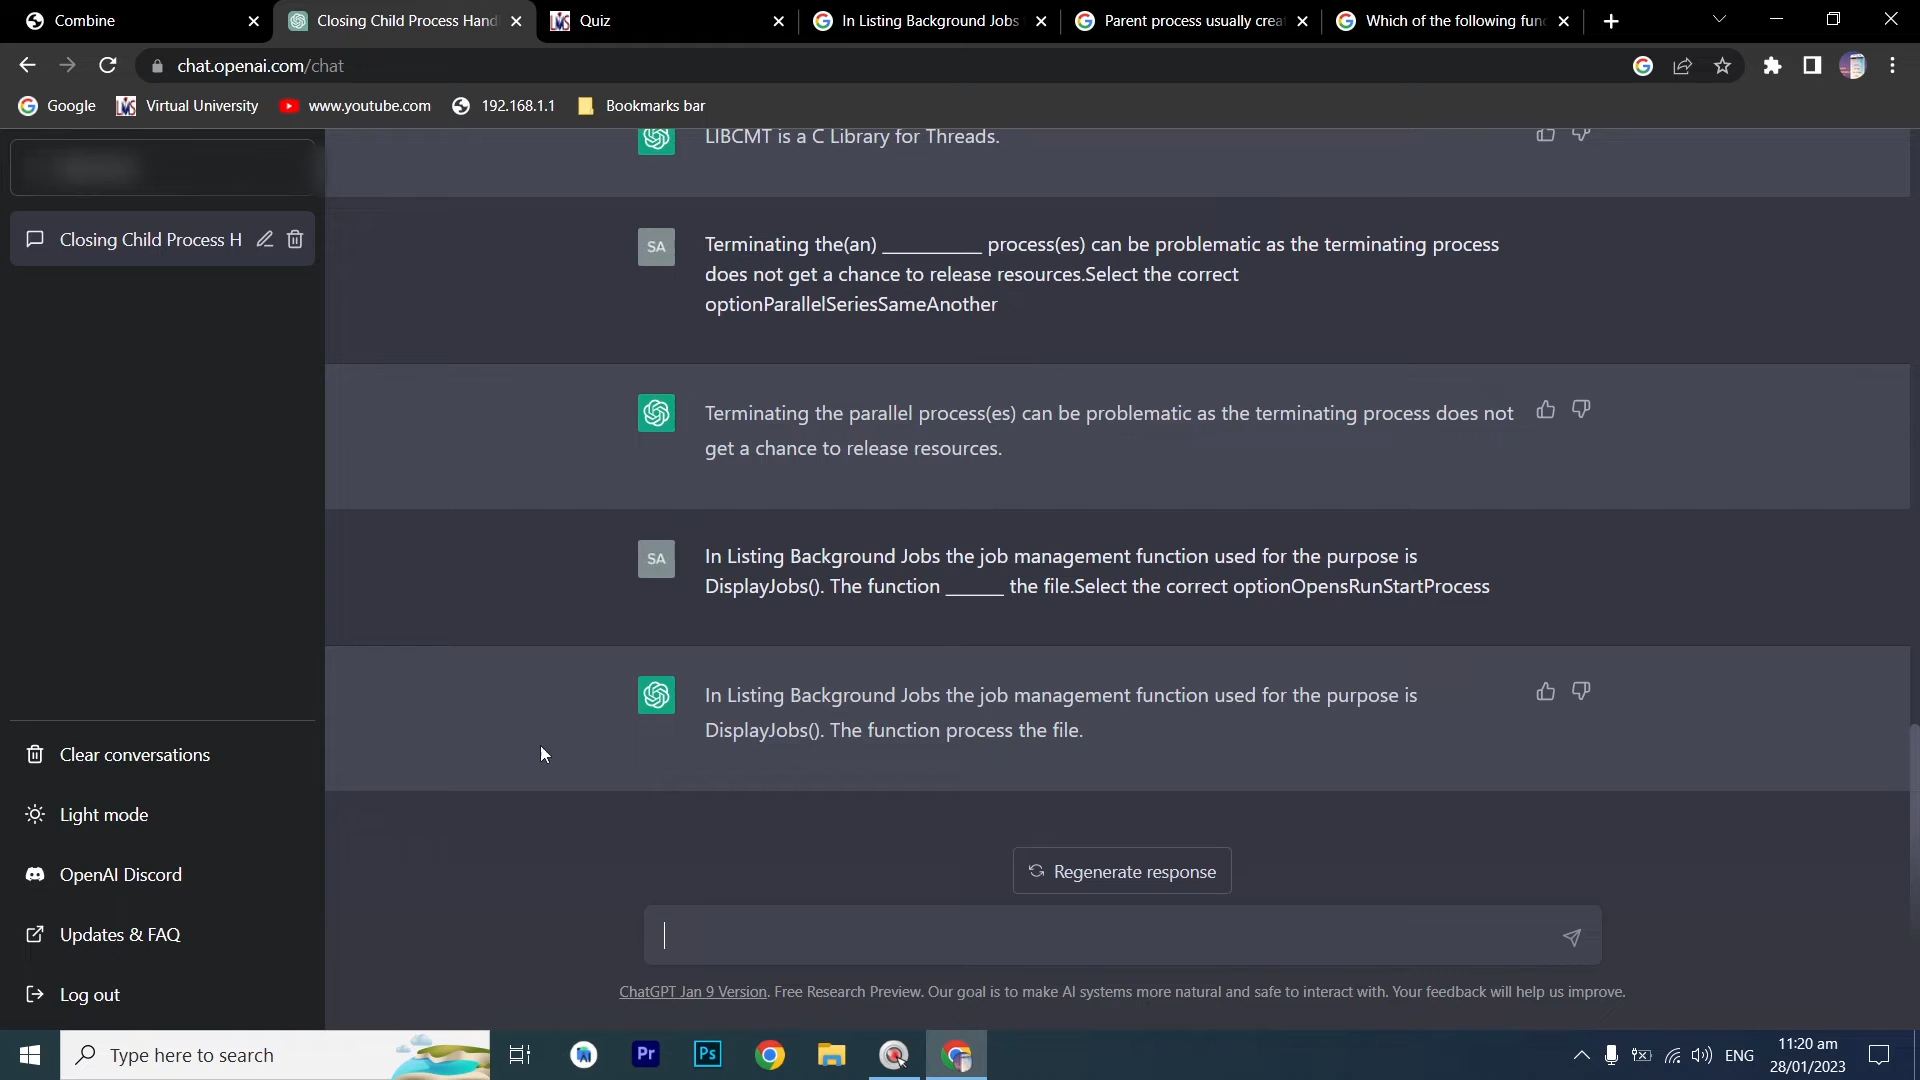 Combine
Closing Child Process Hand
Quiz
In Listing Background Jobs
Parent process usually crea
Which of the following fun
chat.openai.com/chat
Google
Virtual University
www.youtube.com
192.168.1.1
Bookmarks bar
LIBCMT is a C Library for Threads.
Closing Child Process H
SA
Terminating the(an) __________ process(es) can be problematic as the terminating process
does not get a chance to release resources.Select the correct
optionParallelSeriesSameAnother
Terminating the parallel process(es) can be problematic as the terminating process does not
get a chance to release resources.
SA
In Listing Background Jobs the job management function used for the purpose is
DisplayJobs(). The function ______ the file.Select the correct optionOpensRunStartProcess
In Listing Background Jobs the job management function used for the purpose is
DisplayJobs(). The function process the file.
Clear conversations
Light mode
OpenAI Discord
Updates & FAQ
Log out
Regenerate response
ChatGPT Jan 9 Version. Free Research Preview. Our goal is to make AI systems more natural and safe to interact with. Your feedback will help us improve.
Type here to search
Pr
Ps
ENG
11:20 am
28/01/2023